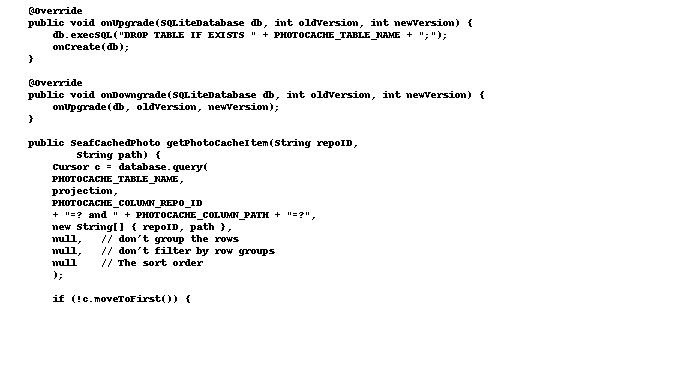 @Override
public void onUpgrade(SQLiteDatabase db, int oldVersion, int newVersion) {
db.execSQL("DROP TABLE IF EXISTS " + PHOTOCACHE_TABLE_NAME + ";");
onCreate(db);
}
@Override
public void onDowngrade(SQLiteDatabase db, int oldVersion, int newVersion) {
onUpgrade(db, oldVersion, newVersion);
}
public SeafCachedPhoto getPhotoCacheItem(String repoID,
String path) {
Cursor c = database.query(
PHOTOCACHE_TABLE_NAME,
projection,
PHOTOCACHE_COLUMN_REPO_ID
+ "=? and " + PHOTOCACHE_COLUMN_PATH + "=?",
new String[] { repoID, path },
null,   // don't group the rows
null,   // don't filter by row groups
null    // The sort order
);
if (!c.moveToFirst()) {